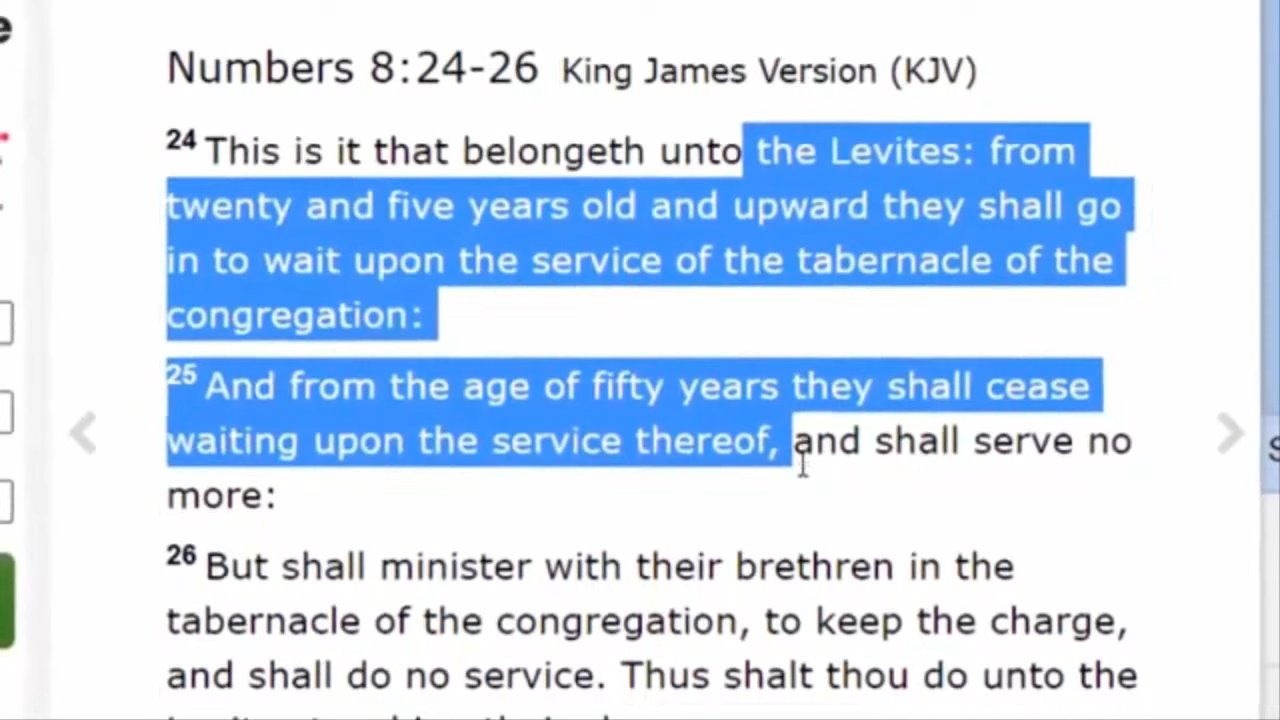 Numbers 8:24-26 King James Version (KJV)
24 This is it that belongeth unto the Levites: from
twenty and five years old and upward they shall go
in to wait upon the service of the tabernacle of the
congregation:
25 And from the age of fifty years they shall cease
waiting upon the service thereof, and shall serve no
more:
26 But shall minister with their brethren in the
tabernacle of the congregation, to keep the charge,
and shall do no service. Thus shalt thou do unto the